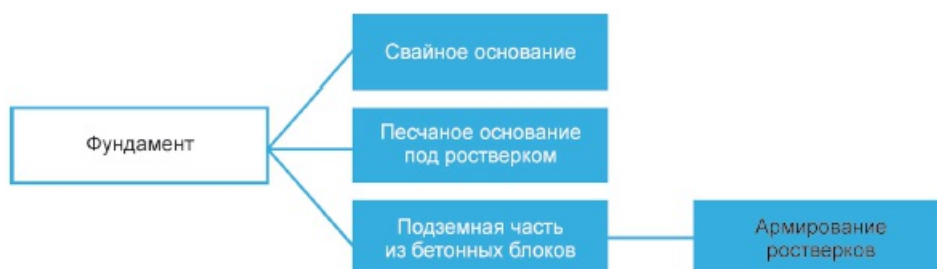 Свайное основание
Фундамент
Песчаное основание
под ростверком
Подземная часть
из бетонных блоков
Армирование
ростверков